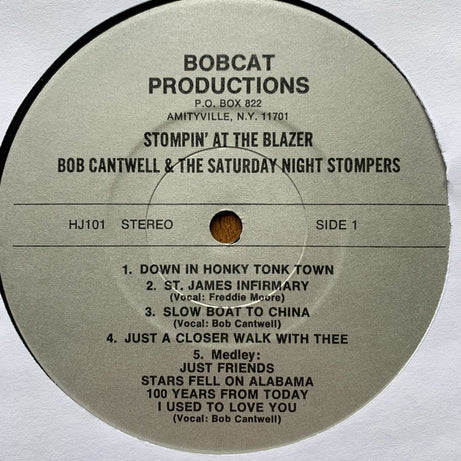 BOBCAT
PRODUCTIONS
P.O. BOX 822
AMITYVILLE, N.Y. 11701
STOMPIN' AT THE BLAZER
BOB CANTWELL & THE SATURDAY NIGHT STOMPERS
HJ101 STEREO SIDE 1
1. DOWN IN HONKY TONK TOWN
2. ST. JAMES INFIRMARY
(Vocal: Freddie Moore)
3. SLOW BOAT TO CHINA
(Vocal: Bob Cantwell)
4. JUST A CLOSER WALK WITH THEE
5. Medley:
JUST FRIENDS
STARS FELL ON ALABAMA
100 YEARS FROM TODAY
I USED TO LOVE YOU
(Vocal: Bob Cantwell)